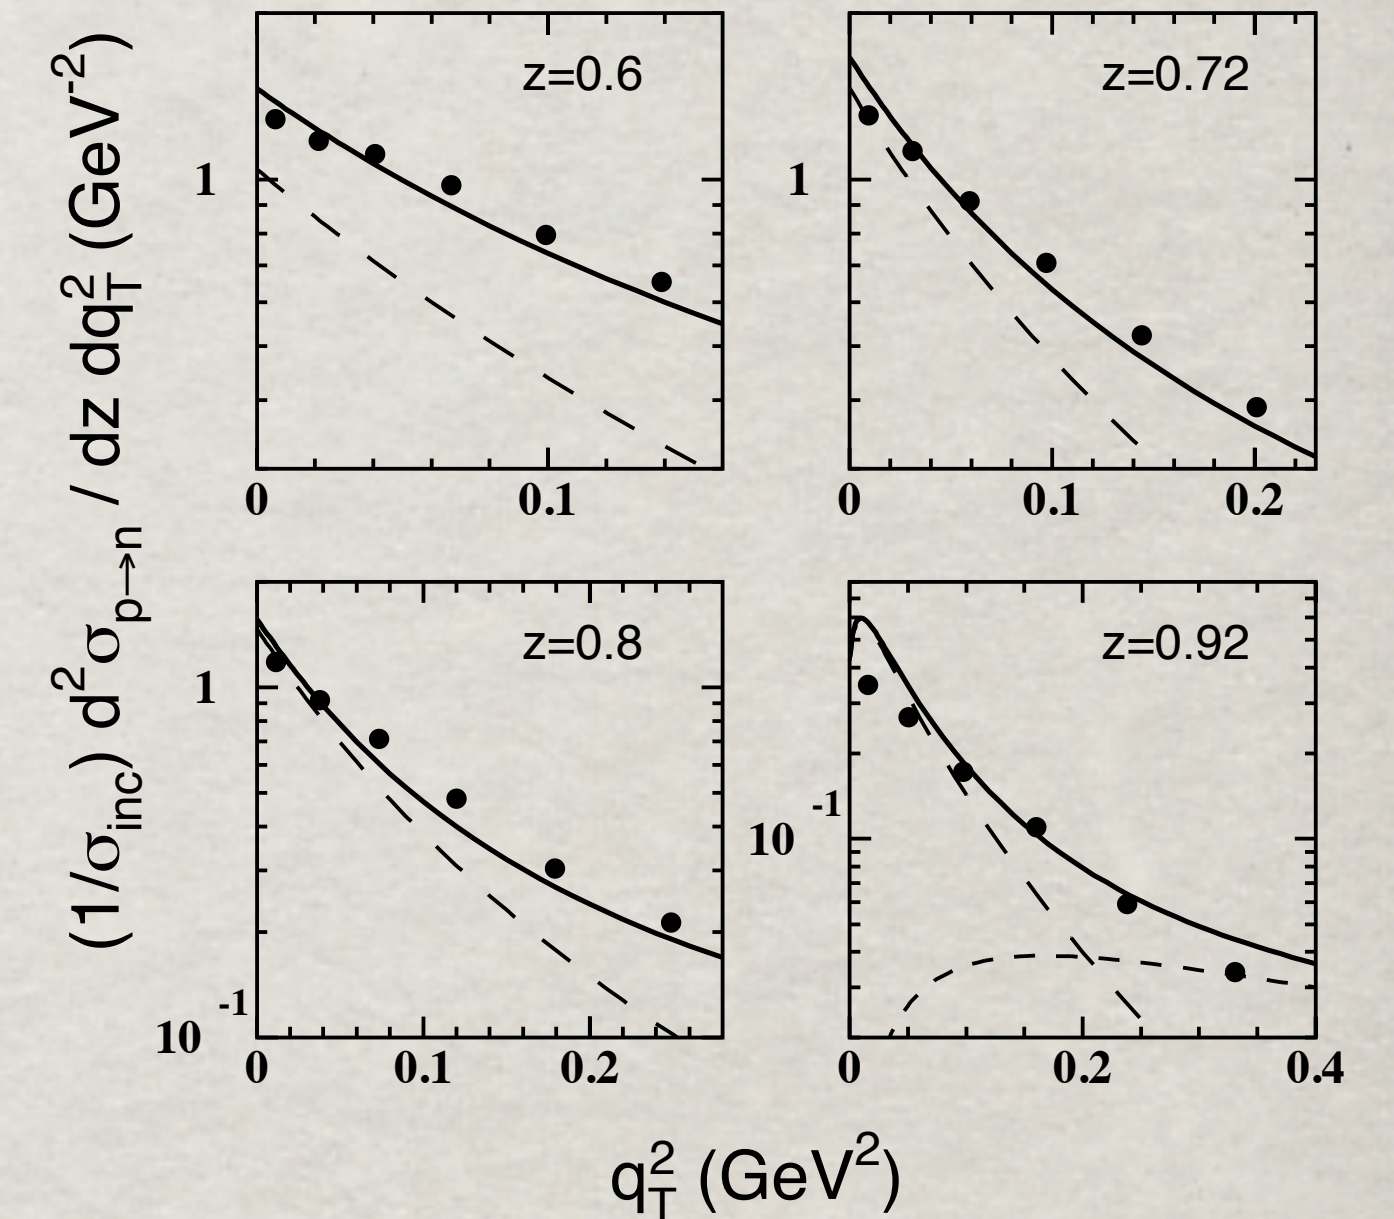 (1/σinc) d²σp→n / dz dq²T (GeV⁻²)
z=0.6
1
0 0.1
z=0.72
1
0 0.1 0.2
z=0.8
1
10⁻¹
0 0.1 0.2
z=0.92
10⁻¹
0 0.2 0.4
q²T (GeV²)